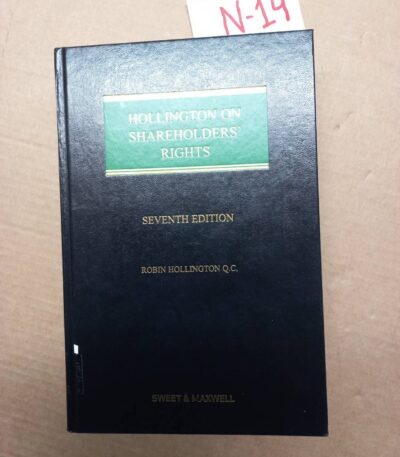 N-14
HOLLINGTON ON
SHAREHOLDERS'
RIGHTS
SEVENTH EDITION
ROBIN HOLLINGTON Q.C.
SWEET & MAXWELL